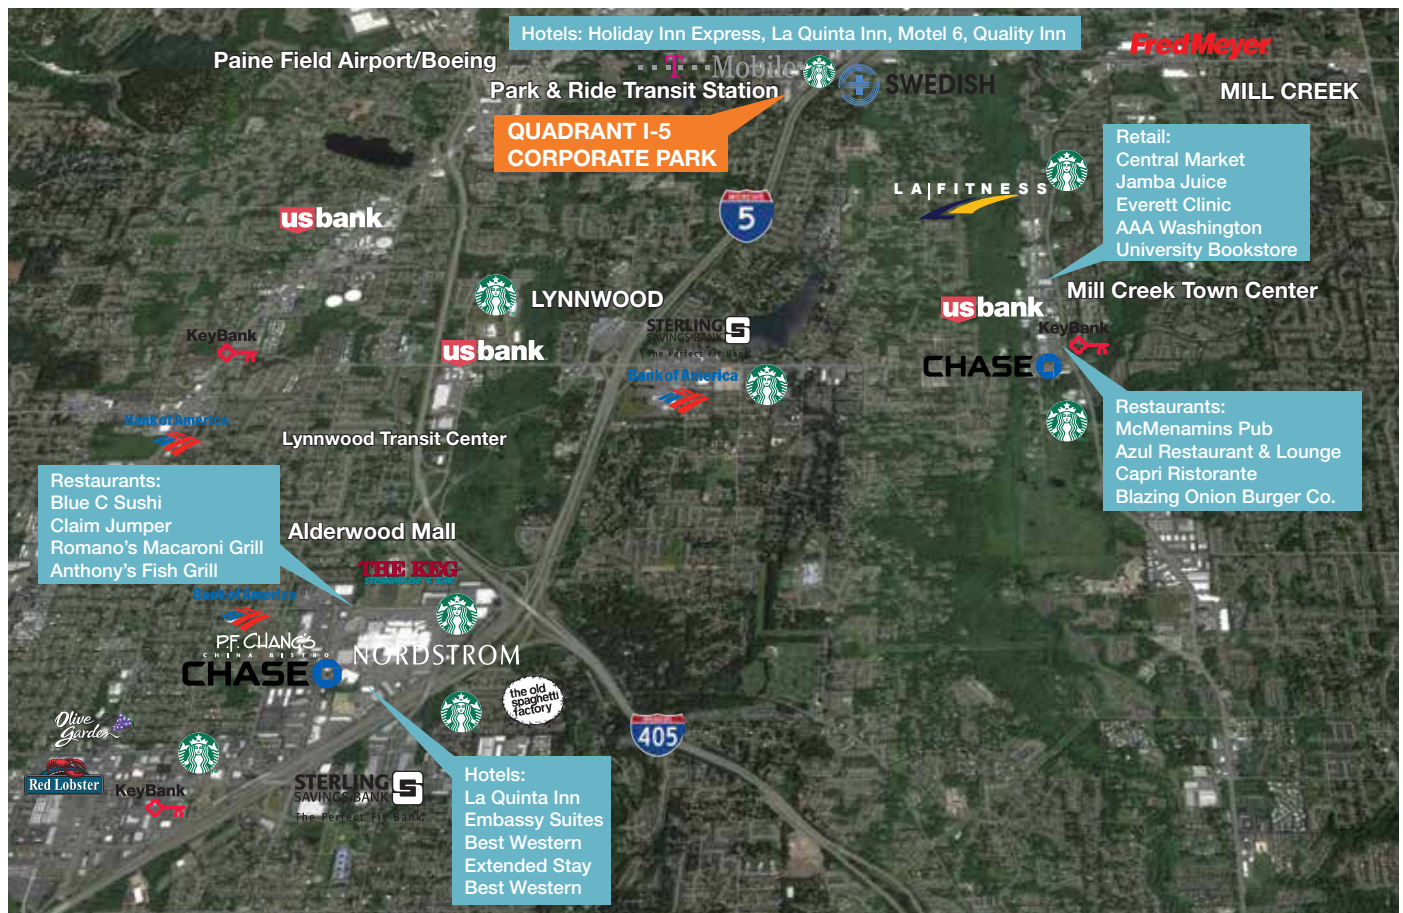 Hotels: Holiday Inn Express, La Quinta Inn, Motel 6, Quality Inn
FredMeyer
Paine Field Airport/Boeing
T Mobile
SWEDISH
Park & Ride Transit Station
MILL CREEK
QUADRANT I-5
CORPORATE PARK
Retail:
Central Market
Jamba Juice
Everett Clinic
AAA Washington
University Bookstore
LA FITNESS
5
usbank
LYNNWOOD
Mill Creek Town Center
usbank
STERLING S
SAVINGS BANK
The Perfect Fit Bank
KeyBank
KeyBank
usbank
CHASE
Bank of America
Restaurants:
McMenamins Pub
Azul Restaurant & Lounge
Capri Ristorante
Blazing Onion Burger Co.
Bank of America
Lynnwood Transit Center
Restaurants:
Blue C Sushi
Claim Jumper
Romano's Macaroni Grill
Anthony's Fish Grill
Alderwood Mall
THE KEG
STEAKHOUSE & BAR
Bank of America
P.F. CHANG'S
CHINA BISTRO
NORDSTROM
CHASE
the old
spaghetti
factory
Olive
Garden
405
Red Lobster
KeyBank
STERLING S
SAVINGS BANK
The Perfect Fit Bank.
Hotels:
La Quinta Inn
Embassy Suites
Best Western
Extended Stay
Best Western